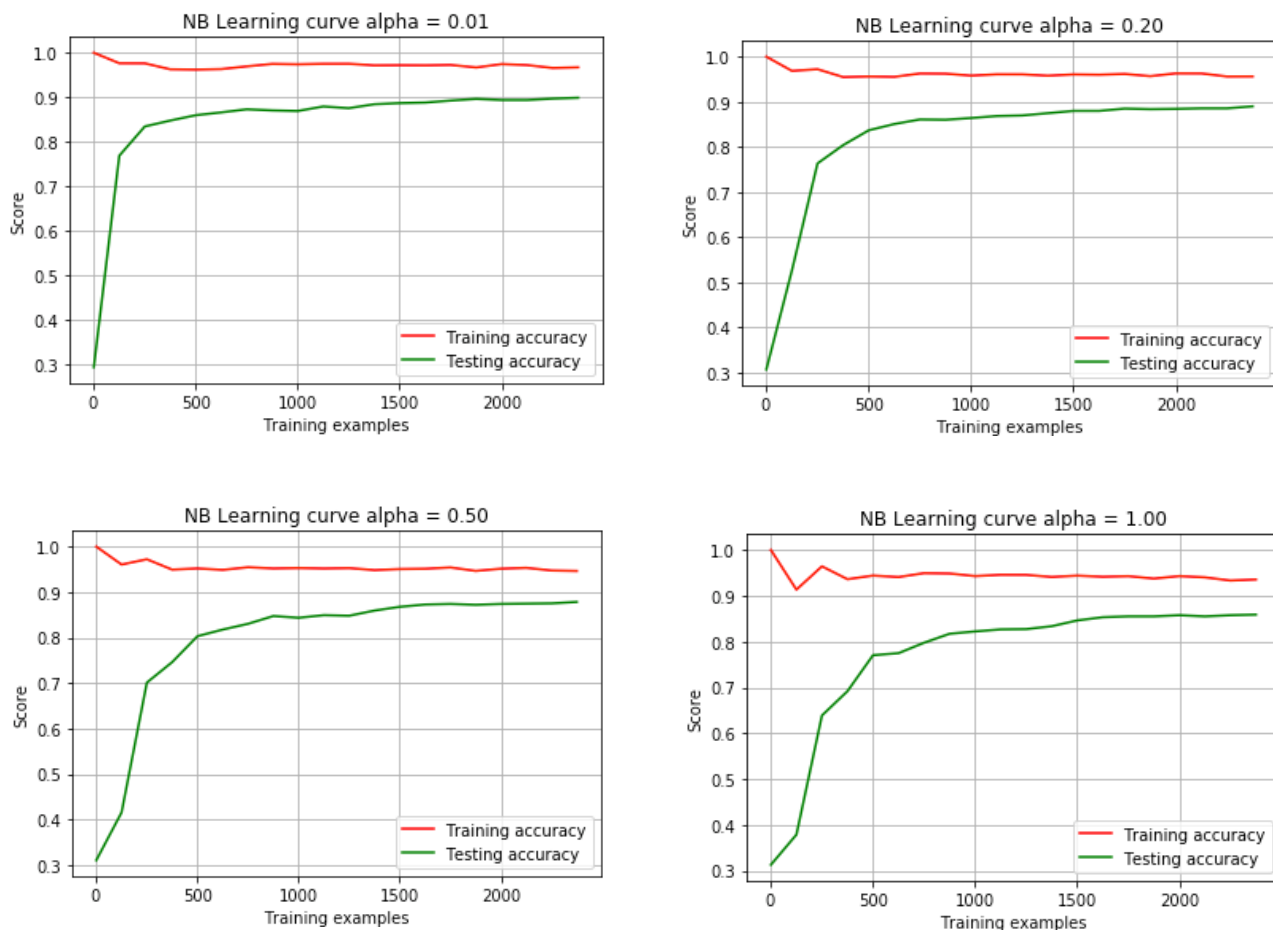 NB Learning curve alpha = 0.01
1.0
0.9
0.8
0.7
0.6
0.5
0.4
0.3
Score
Training accuracy
Testing accuracy
0 500 1000 1500 2000
Training examples
NB Learning curve alpha = 0.20
1.0
0.9
0.8
0.7
0.6
0.5
0.4
0.3
Score
Training accuracy
Testing accuracy
0 500 1000 1500 2000
Training examples
NB Learning curve alpha = 0.50
1.0
0.9
0.8
0.7
0.6
0.5
0.4
0.3
Score
Training accuracy
Testing accuracy
0 500 1000 1500 2000
Training examples
NB Learning curve alpha = 1.00
1.0
0.9
0.8
0.7
0.6
0.5
0.4
0.3
Score
Training accuracy
Testing accuracy
0 500 1000 1500 2000
Training examples